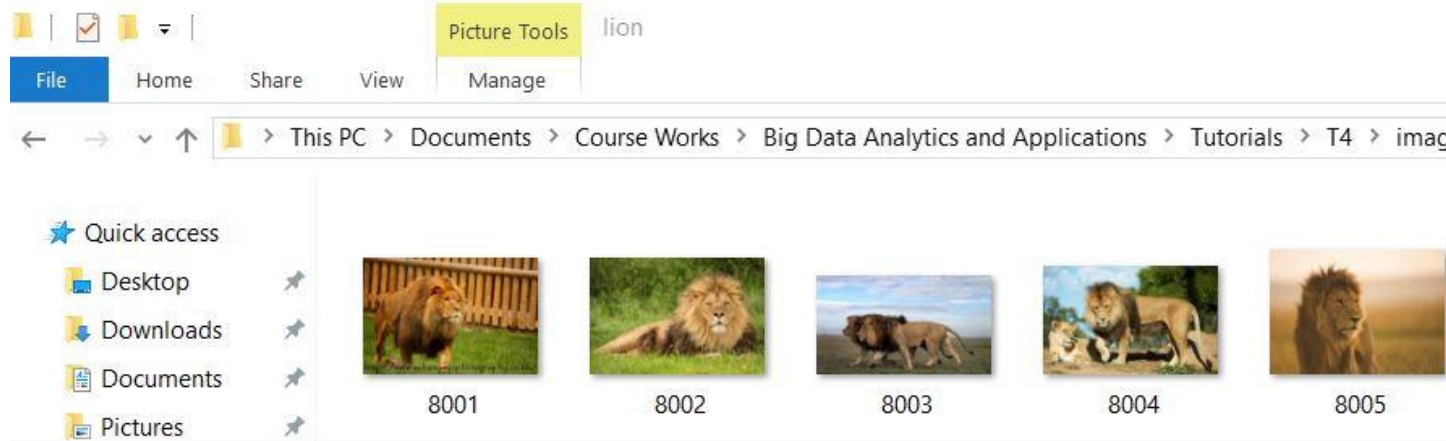 Picture Tools lion
File Home Share View Manage
This PC > Documents > Course Works > Big Data Analytics and Applications > Tutorials > T4 > imag
Quick access
Desktop
Downloads
Documents
Pictures
8001 8002 8003 8004 8005